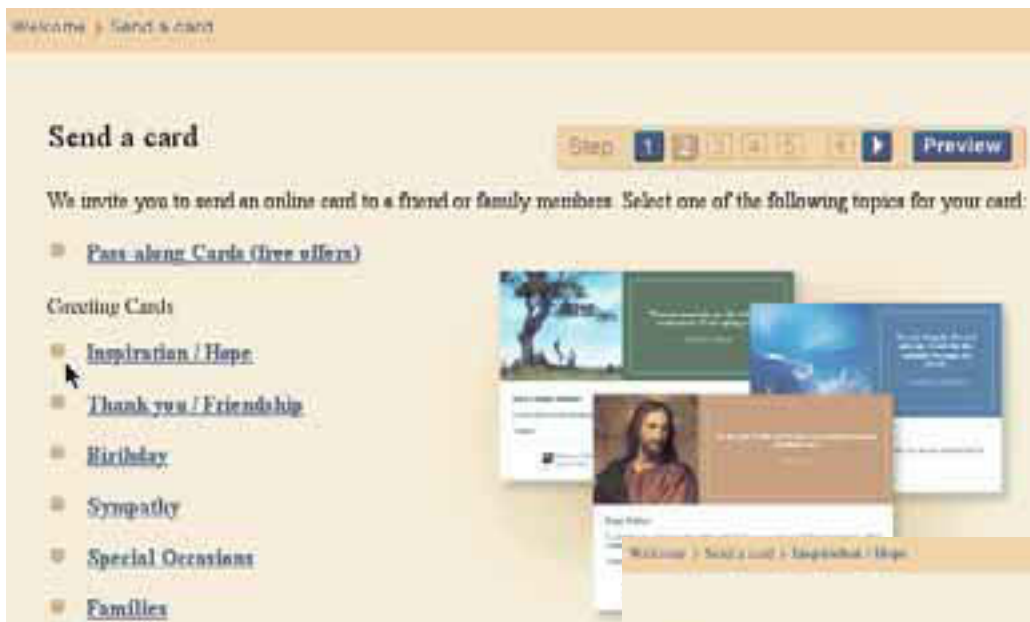 Welcome > Send a card
Send a card
Step 1 2 3 4 5 6 Preview
We invite you to send an online card to a friend or family members. Select one of the following topics for your card:
Pass-along Cards (free offers)
Greeting Cards
Inspiration / Hope
Thank you / Friendship
Birthday
Sympathy
Special Occasions
Families
Welcome > Send a card > Inspiration / Hope